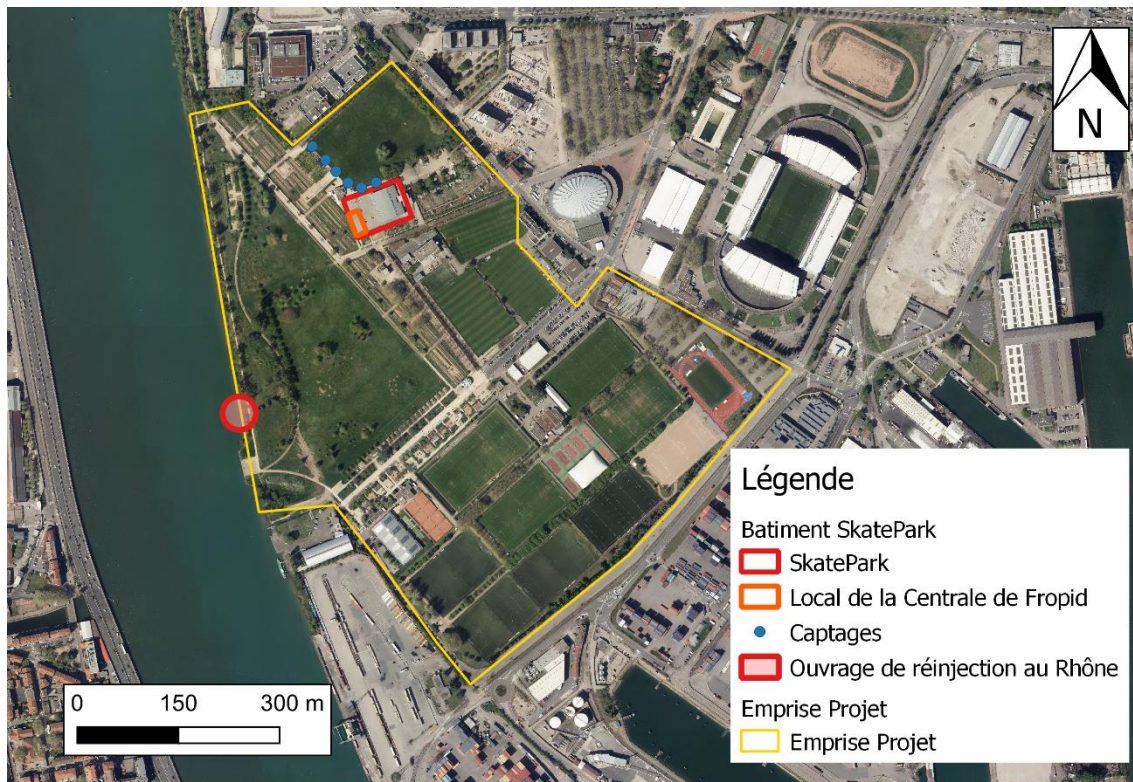 N
Légende
Batiment SkatePark
SkatePark
Local de la Centrale de Fropid
Captages
Ouvrage de réinjection au Rhône
Emprise Projet
Emprise Projet
0 150 300 m